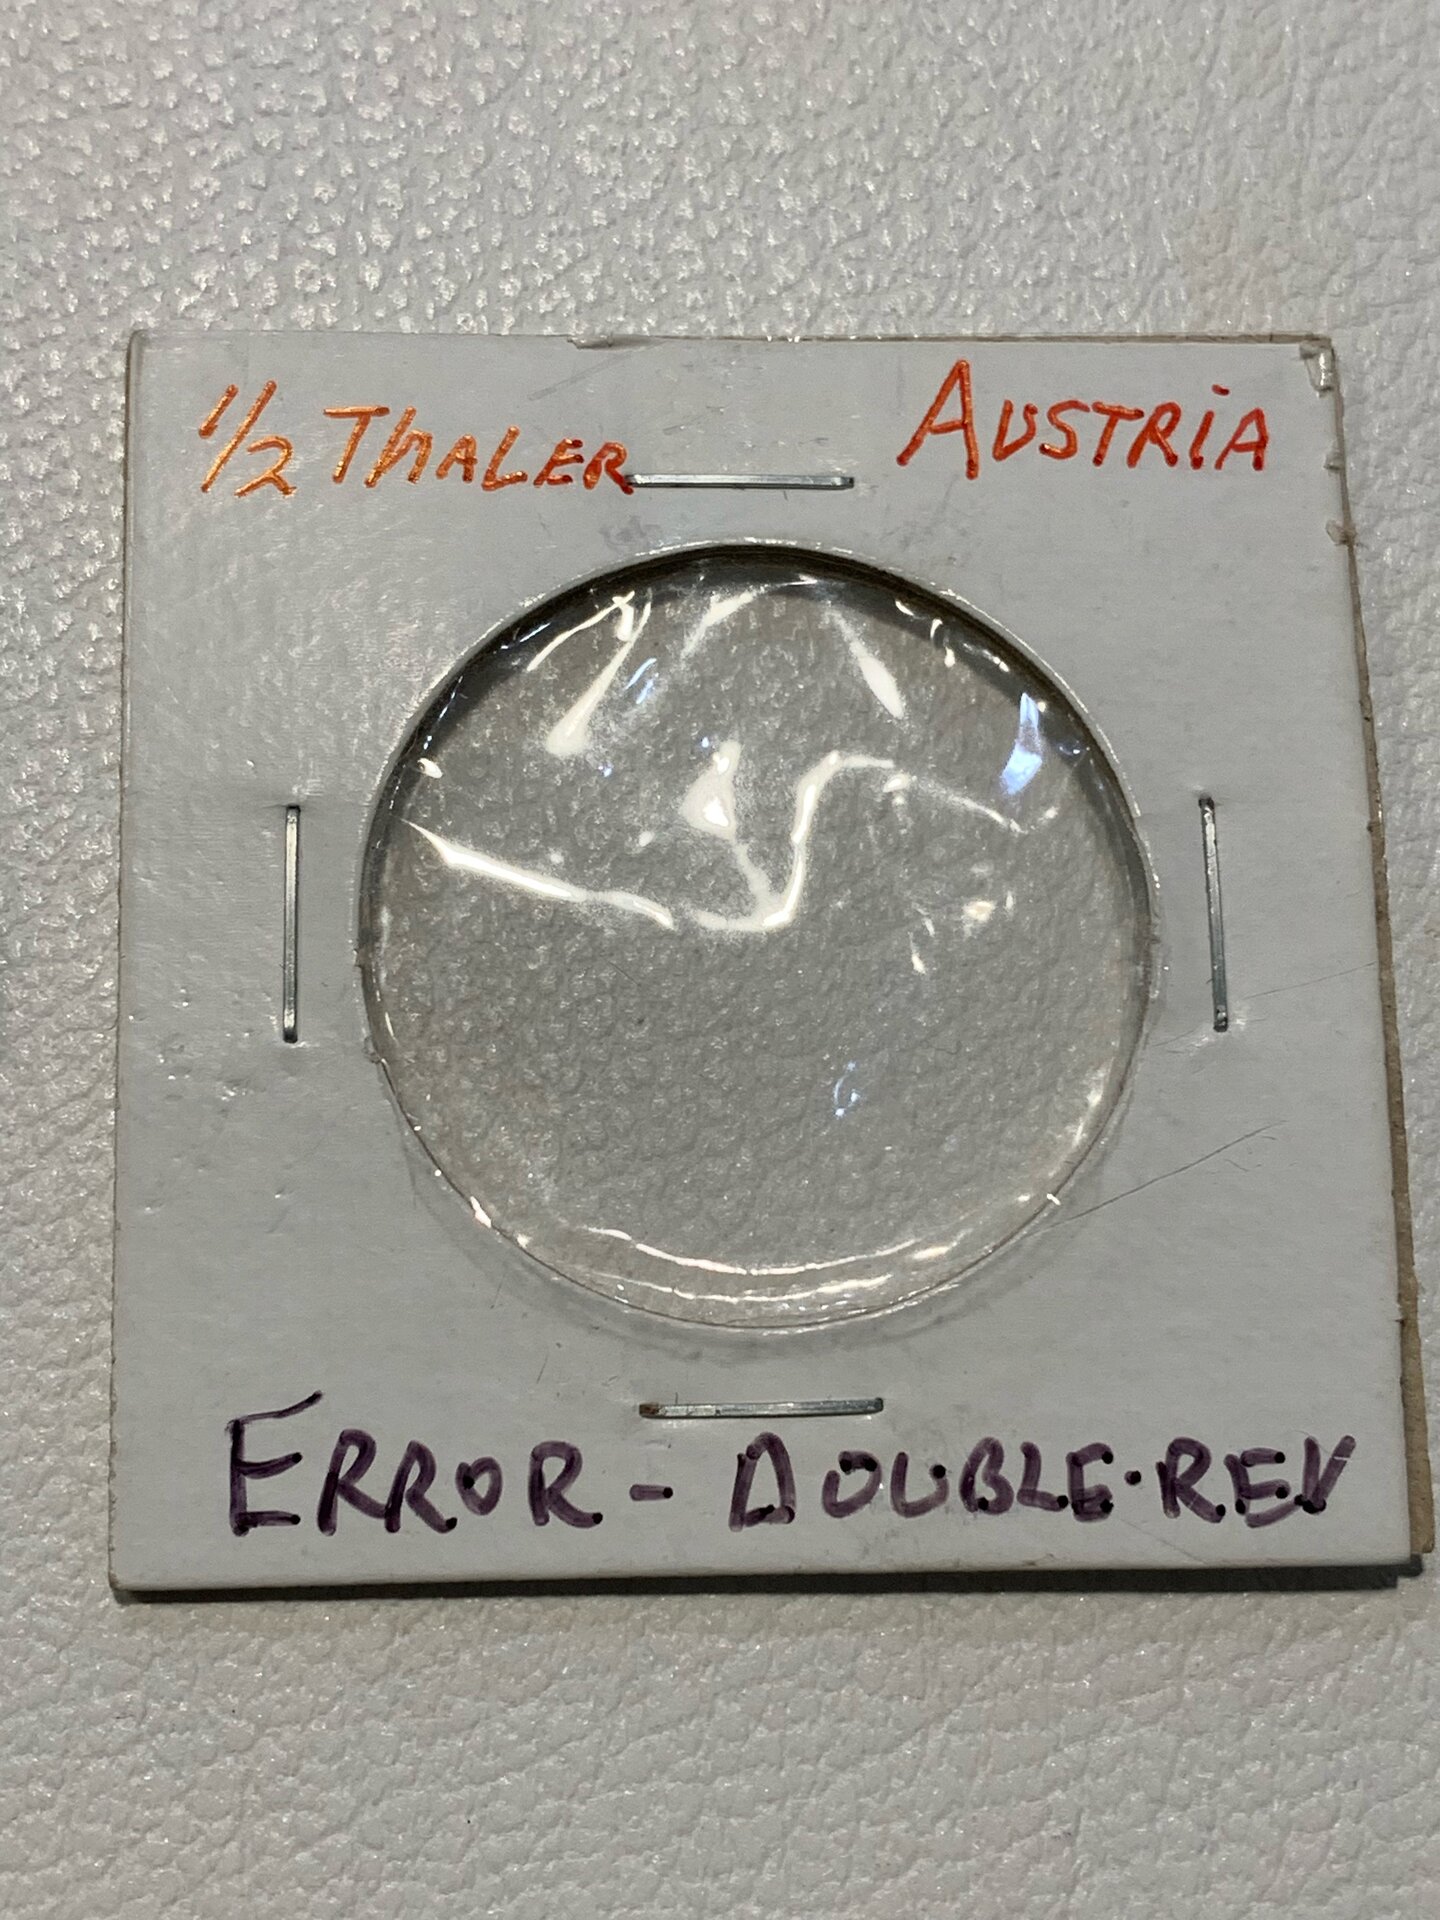 1/2 THALER AUSTRIA
ERROR - DOUBLE·REV